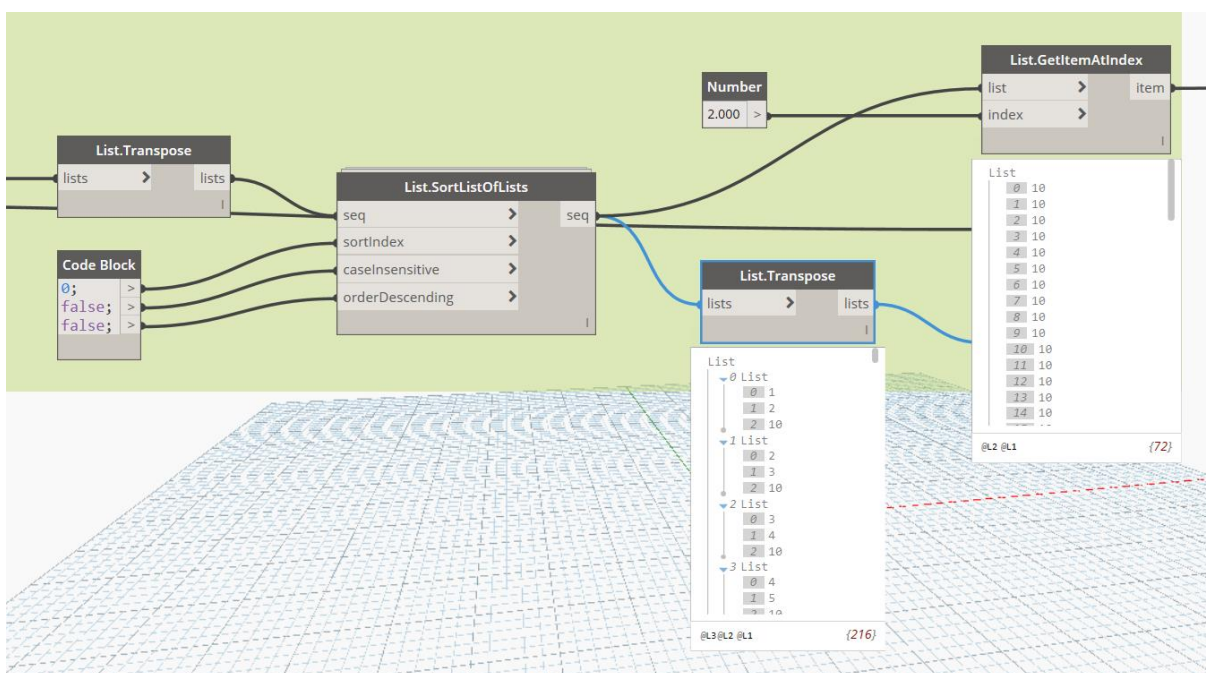 List.GetItemAtIndex
list > item
index >
l
Number
2.000 >
List.Transpose
lists > lists
l
List.SortListOfLists
seq > seq
sortIndex >
caseInsensitive >
orderDescending >
l
Code Block
0; >
false; >
false; >
List.Transpose
lists > lists
l
List
0 List
0 1
1 2
2 10
1 List
0 2
1 3
2 10
2 List
0 3
1 4
2 10
3 List
0 4
1 5
2 10
@L3 @L2 @L1 {216}
List
0 10
1 10
2 10
3 10
4 10
5 10
6 10
7 10
8 10
9 10
10 10
11 10
12 10
13 10
14 10
@L2 @L1 {72}